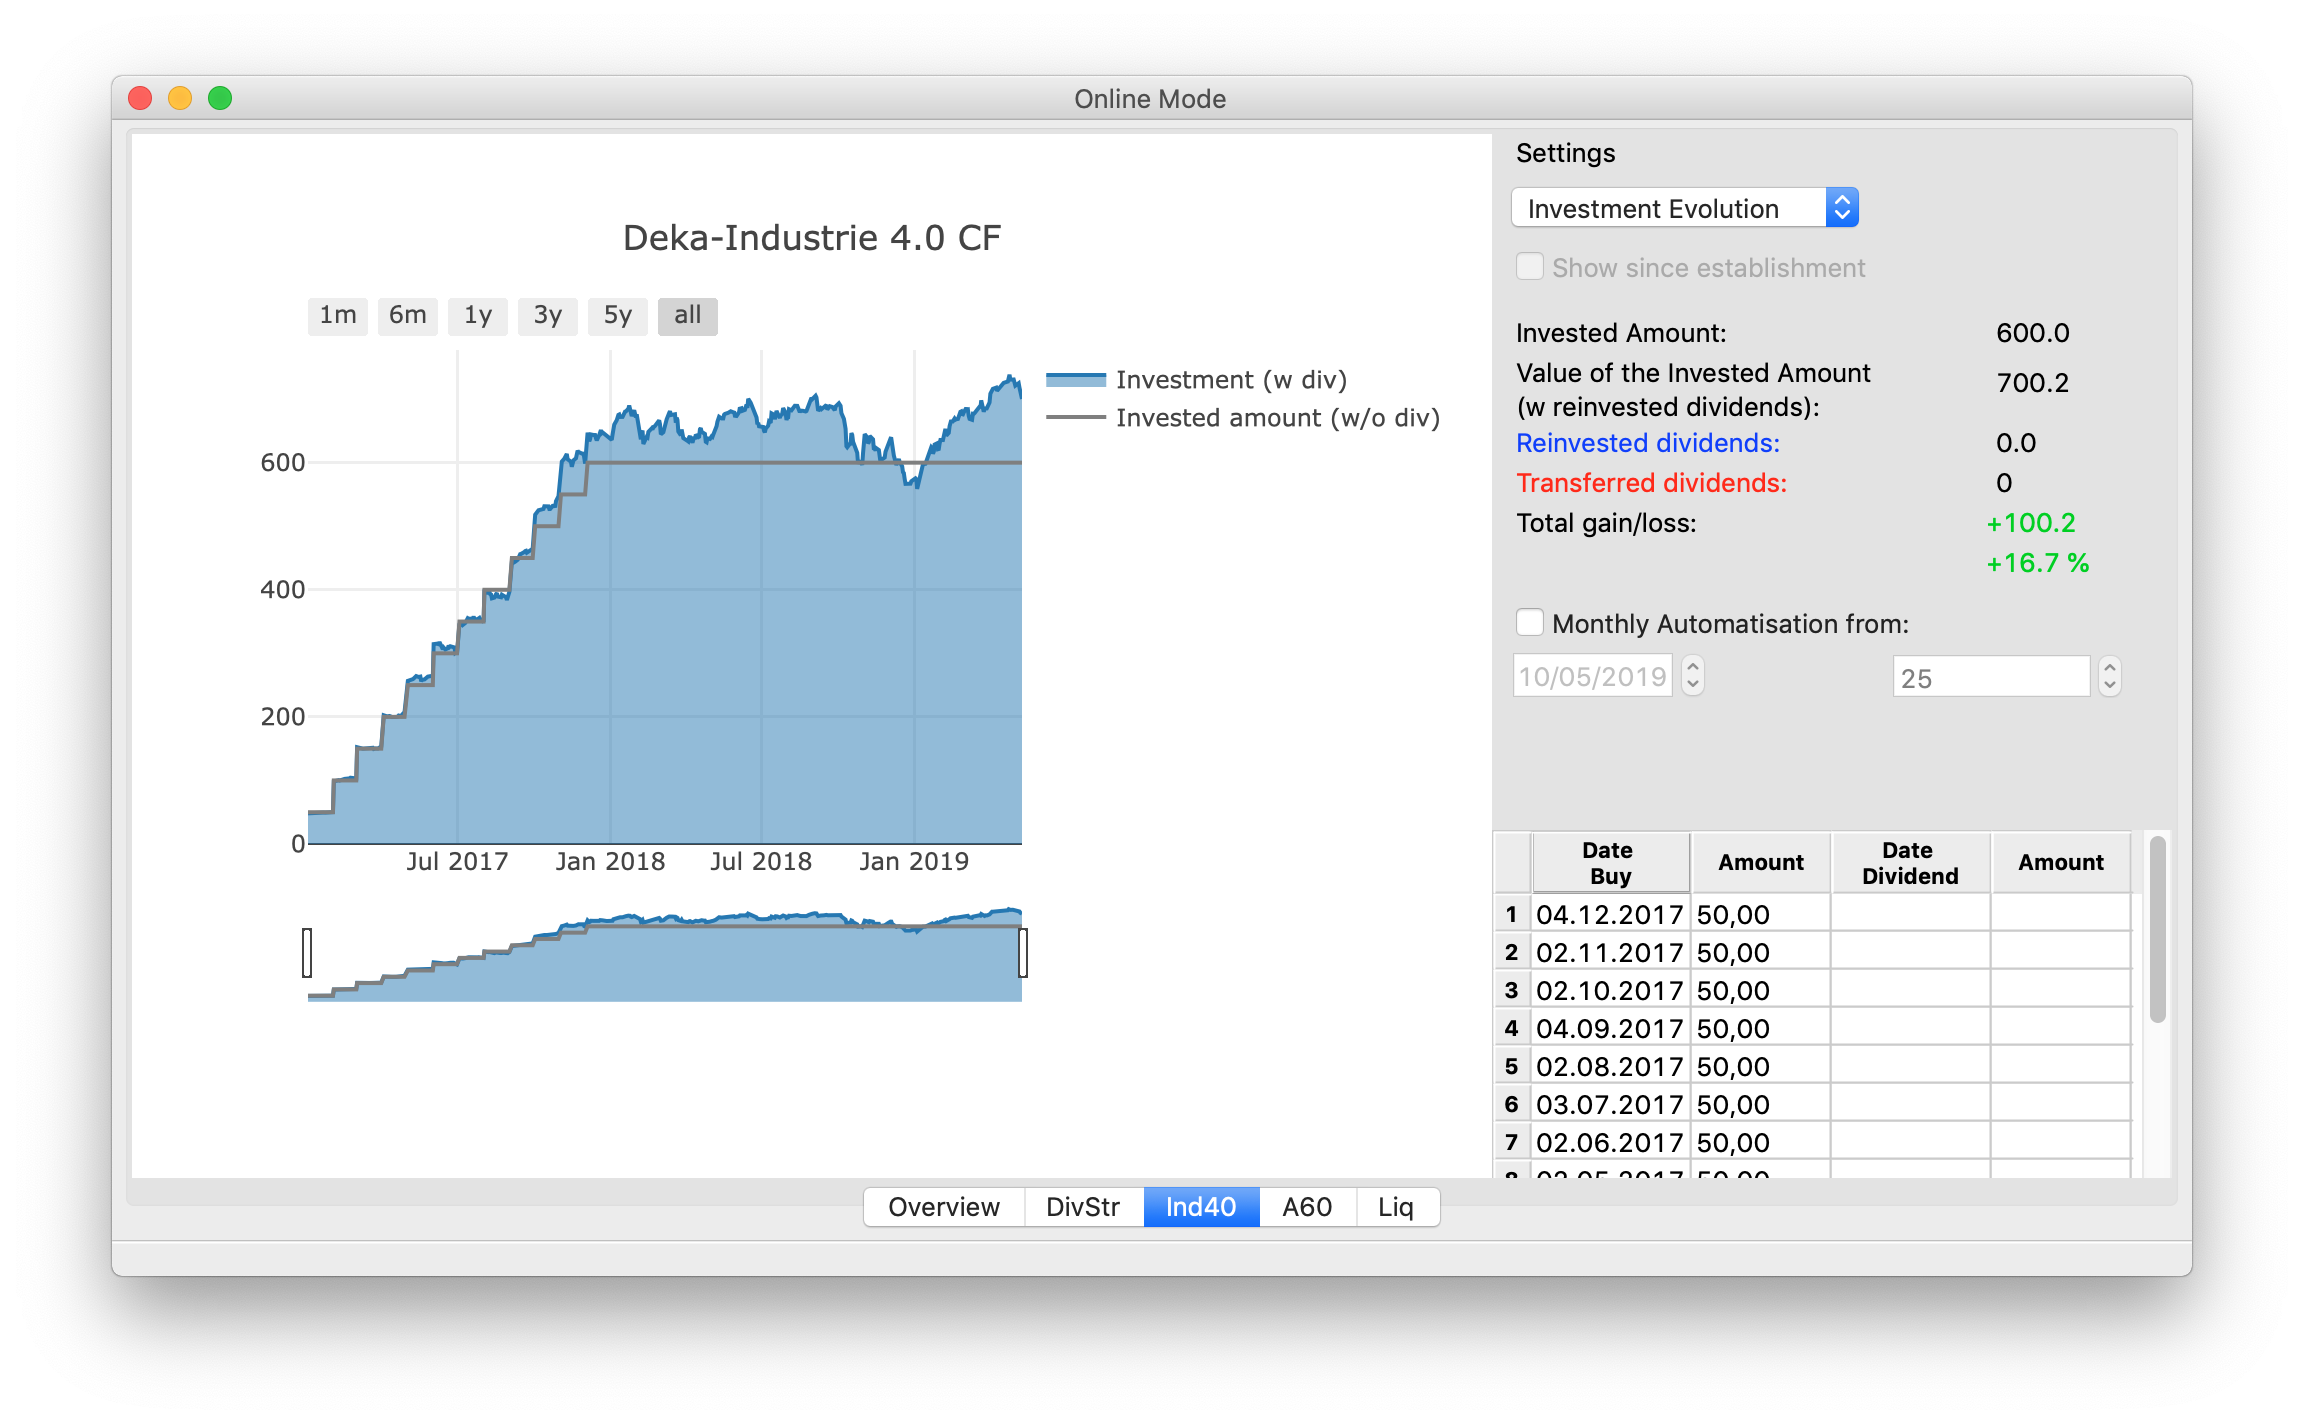 Online Mode
Deka-Industrie 4.0 CF
1m 6m 1y 3y 5y all
Investment (w div)
Invested amount (w/o div)
600
400
200
0
Jul 2017 Jan 2018 Jul 2018 Jan 2019
Settings
Investment Evolution
Show since establishment
Invested Amount: 600.0
Value of the Invested Amount
(w reinvested dividends): 700.2
Reinvested dividends: 0.0
Transferred dividends: 0
Total gain/loss: +100.2
+16.7 %
Monthly Automatisation from:
10/05/2019 25
Date Buy Amount Date Dividend Amount
1 04.12.2017 50,00
2 02.11.2017 50,00
3 02.10.2017 50,00
4 04.09.2017 50,00
5 02.08.2017 50,00
6 03.07.2017 50,00
7 02.06.2017 50,00
Overview DivStr Ind40 A60 Liq